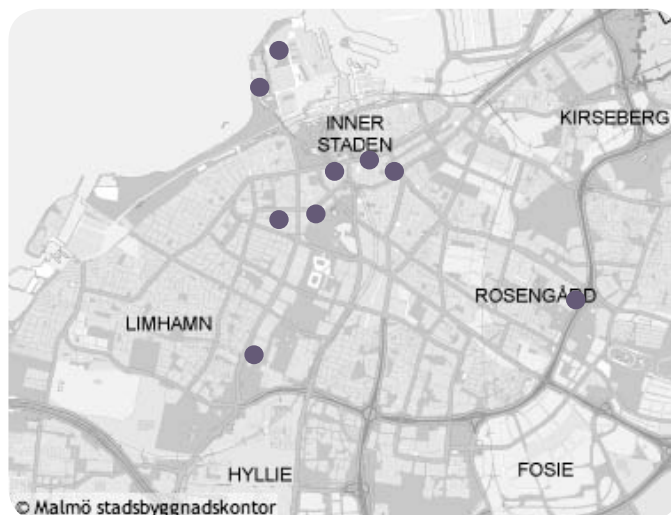 KIRSEBERG
INNER
STADEN
ROSENGÅRD
LIMHAMN
HYLLIE
FOSIE
© Malmö stadsbyggnadskontor